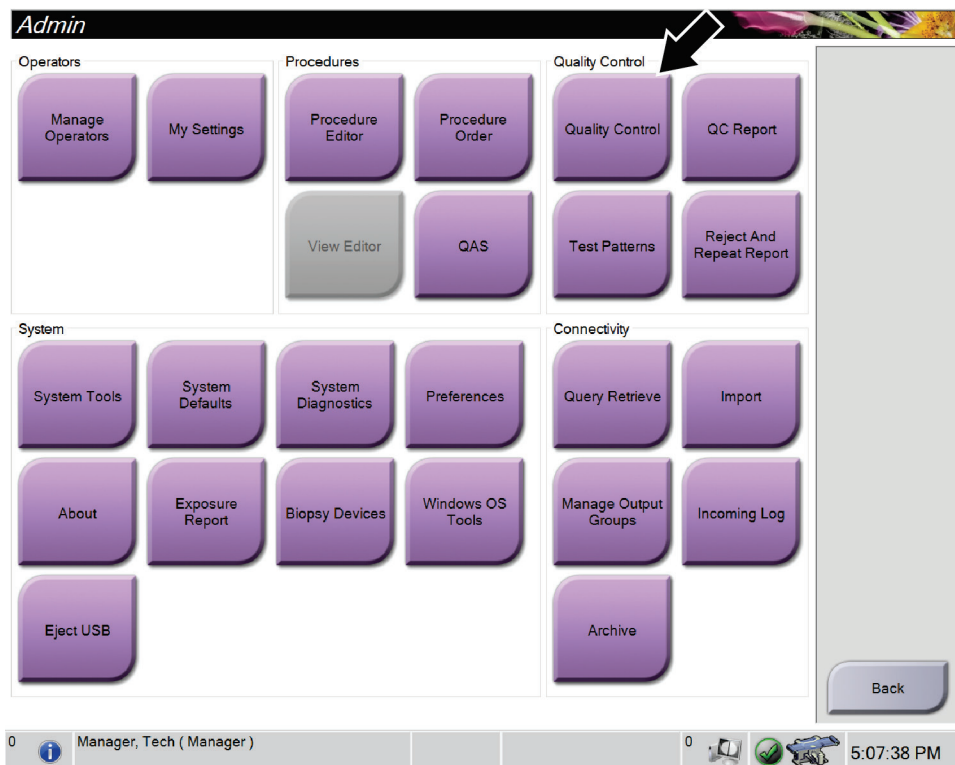 Admin
Operators
Manage
Operators
My Settings
Procedures
Procedure
Editor
Procedure
Order
View Editor
QAS
Quality Control
Quality Control
QC Report
Test Patterns
Reject And
Repeat Report
System
System Tools
System
Defaults
System
Diagnostics
Preferences
About
Exposure
Report
Biopsy Devices
Windows OS
Tools
Eject USB
Connectivity
Query Retrieve
Import
Manage Output
Groups
Incoming Log
Archive
Back
0
Manager, Tech ( Manager )
0
5:07:38 PM